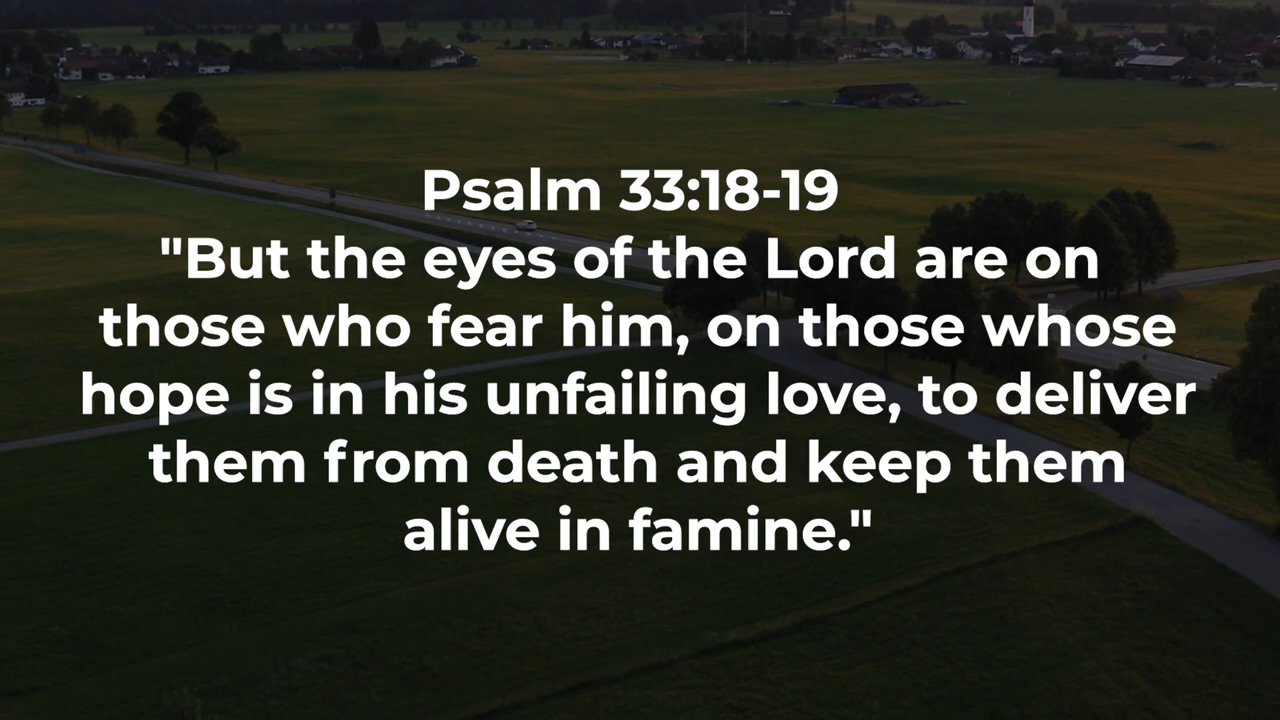 Psalm 33:18-19
"But the eyes of the Lord are on
those who fear him, on those whose
hope is in his unfailing love, to deliver
them from death and keep them
alive in famine."